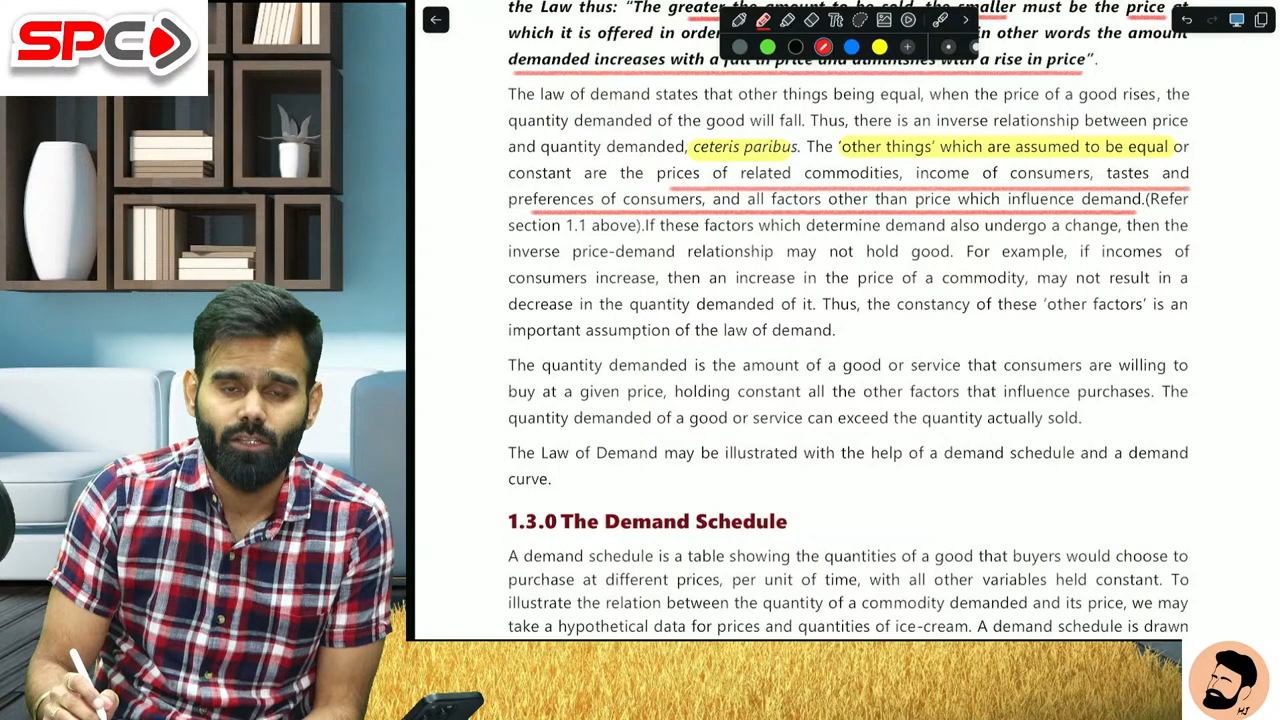 SPC
the Law thus: "The greater the amount to be sold, the smaller must be the price at
which it is offered in order in other words the amount
demanded increases with a fall in price and diminishes with a rise in price".
The law of demand states that other things being equal, when the price of a good rises, the
quantity demanded of the good will fall. Thus, there is an inverse relationship between price
and quantity demanded, ceteris paribus. The 'other things' which are assumed to be equal or
constant are the prices of related commodities, income of consumers, tastes and
preferences of consumers, and all factors other than price which influence demand.(Refer
section 1.1 above).If these factors which determine demand also undergo a change, then the
inverse price-demand relationship may not hold good. For example, if incomes of
consumers increase, then an increase in the price of a commodity, may not result in a
decrease in the quantity demanded of it. Thus, the constancy of these 'other factors' is an
important assumption of the law of demand.
The quantity demanded is the amount of a good or service that consumers are willing to
buy at a given price, holding constant all the other factors that influence purchases. The
quantity demanded of a good or service can exceed the quantity actually sold.
The Law of Demand may be illustrated with the help of a demand schedule and a demand
curve.
1.3.0 The Demand Schedule
A demand schedule is a table showing the quantities of a good that buyers would choose to
purchase at different prices, per unit of time, with all other variables held constant. To
illustrate the relation between the quantity of a commodity demanded and its price, we may
take a hypothetical data for prices and quantities of ice-cream. A demand schedule is drawn